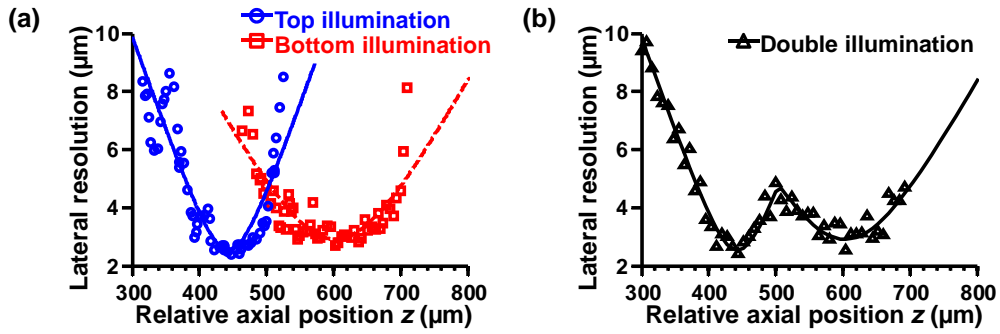 (a)
Top illumination
Bottom illumination
Lateral resolution (µm)
10
8
6
4
2
300 400 500 600 700 800
Relative axial position z (µm)
(b)
Double illumination
Lateral resolution (µm)
10
8
6
4
2
300 400 500 600 700 800
Relative axial position z (µm)